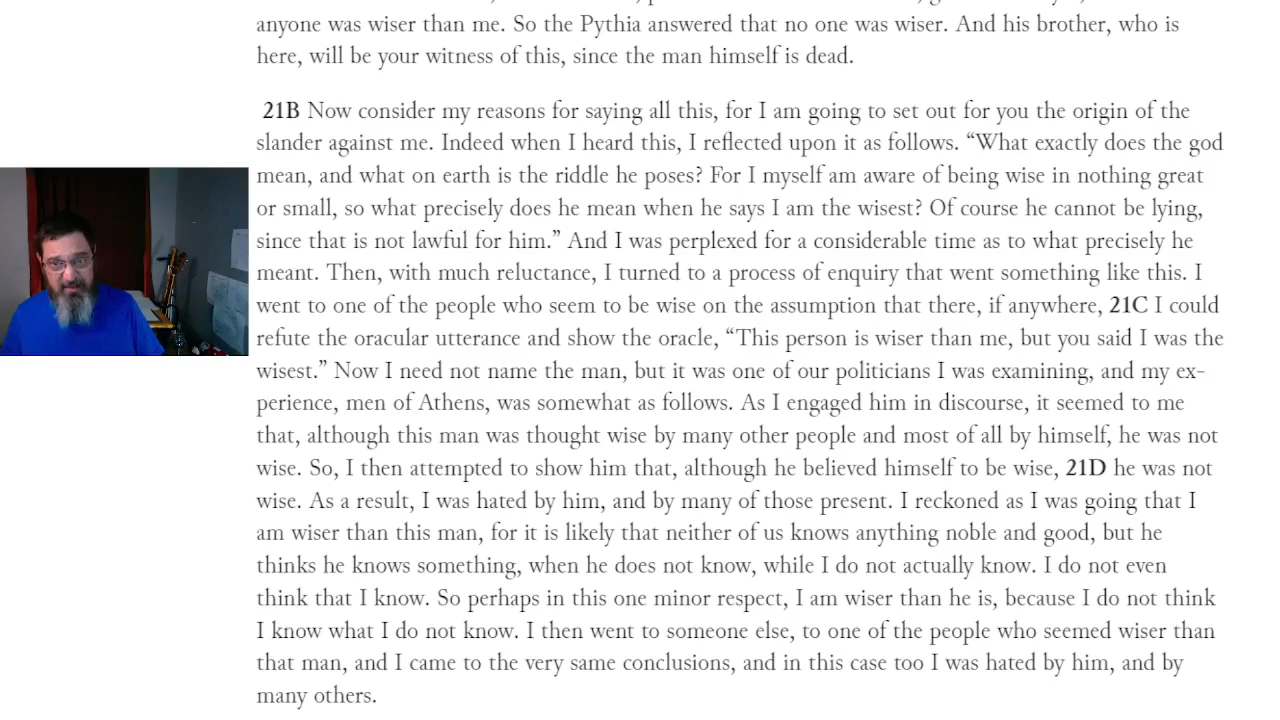 anyone was wiser than me. So the Pythia answered that no one was wiser. And his brother, who is
here, will be your witness of this, since the man himself is dead.
21B Now consider my reasons for saying all this, for I am going to set out for you the origin of the
slander against me. Indeed when I heard this, I reflected upon it as follows. “What exactly does the god
mean, and what on earth is the riddle he poses? For I myself am aware of being wise in nothing great
or small, so what precisely does he mean when he says I am the wisest? Of course he cannot be lying,
since that is not lawful for him.” And I was perplexed for a considerable time as to what precisely he
meant. Then, with much reluctance, I turned to a process of enquiry that went something like this. I
went to one of the people who seem to be wise on the assumption that there, if anywhere, 21C I could
refute the oracular utterance and show the oracle, “This person is wiser than me, but you said I was the
wisest.” Now I need not name the man, but it was one of our politicians I was examining, and my ex-
perience, men of Athens, was somewhat as follows. As I engaged him in discourse, it seemed to me
that, although this man was thought wise by many other people and most of all by himself, he was not
wise. So, I then attempted to show him that, although he believed himself to be wise, 21D he was not
wise. As a result, I was hated by him, and by many of those present. I reckoned as I was going that I
am wiser than this man, for it is likely that neither of us knows anything noble and good, but he
thinks he knows something, when he does not know, while I do not actually know. I do not even
think that I know. So perhaps in this one minor respect, I am wiser than he is, because I do not think
I know what I do not know. I then went to someone else, to one of the people who seemed wiser than
that man, and I came to the very same conclusions, and in this case too I was hated by him, and by
many others.